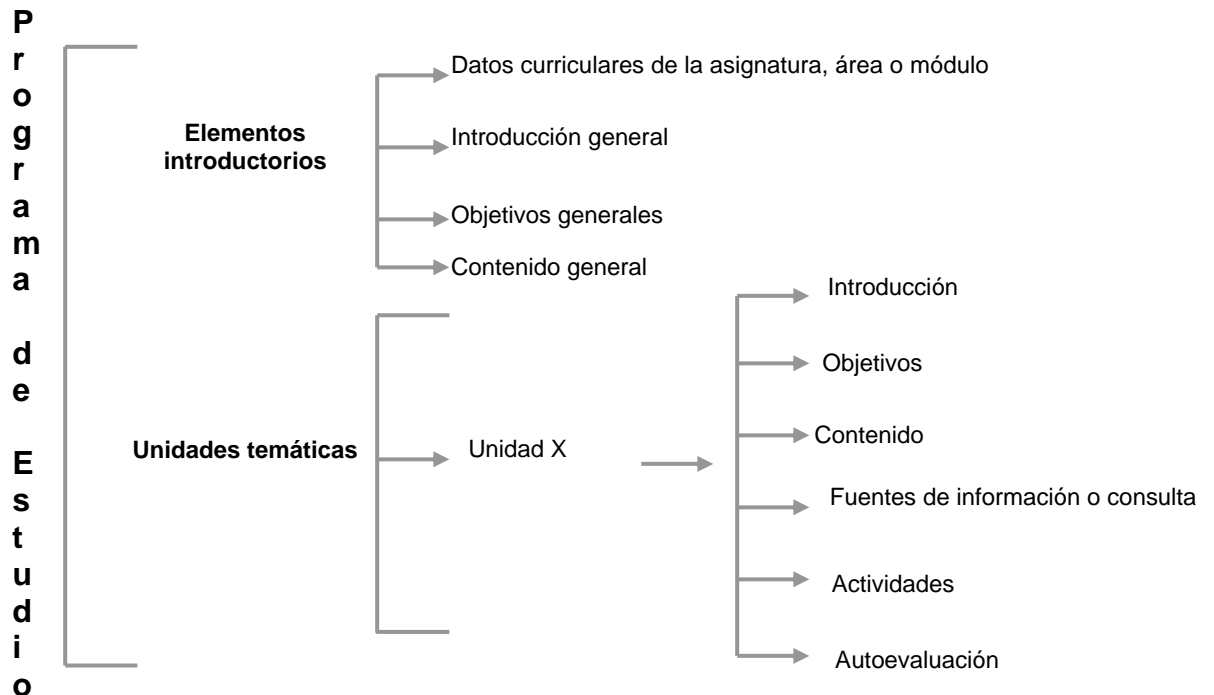 Programa de Estudio
Elementos
introductorios
Datos curriculares de la asignatura, área o módulo
Introducción general
Objetivos generales
Contenido general
Unidades temáticas
Unidad X
Introducción
Objetivos
Contenido
Fuentes de información o consulta
Actividades
Autoevaluación